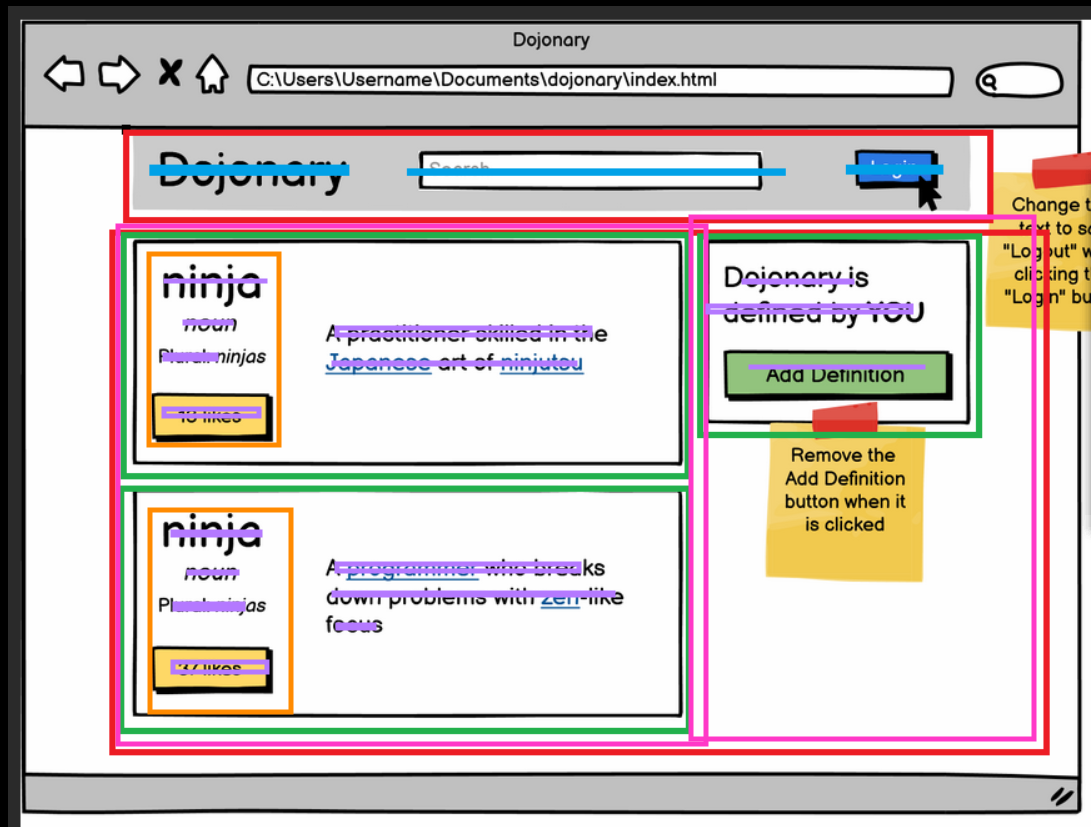 Dojonary
C:\Users\Username\Documents\dojonary\index.html
Dojonary
Search
Login
ninja
noun
Plural: ninjas
A practitioner skilled in the
Japanese art of ninjutsu
likes
Dojonary is
defined by YOU
Add Definition
Change t
text to s
"Logout" w
clicking t
"Login" bu
Remove the
Add Definition
button when it
is clicked
ninja
noun
Plural: ninjas
A programmer who breaks
down problems with zen-like
focus
37 likes